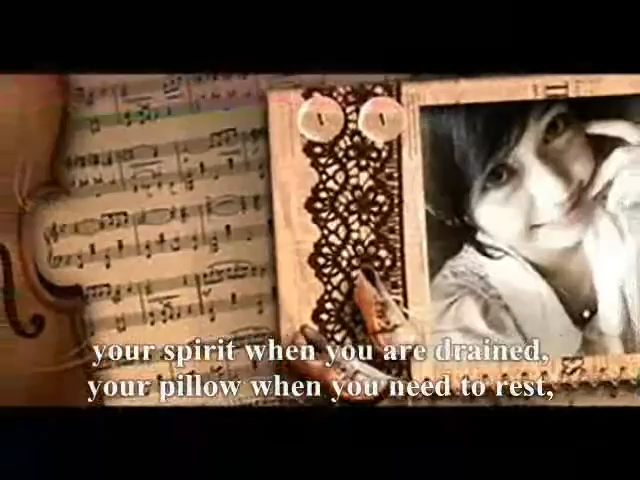 your spirit when you are drained,
your pillow when you need to rest,